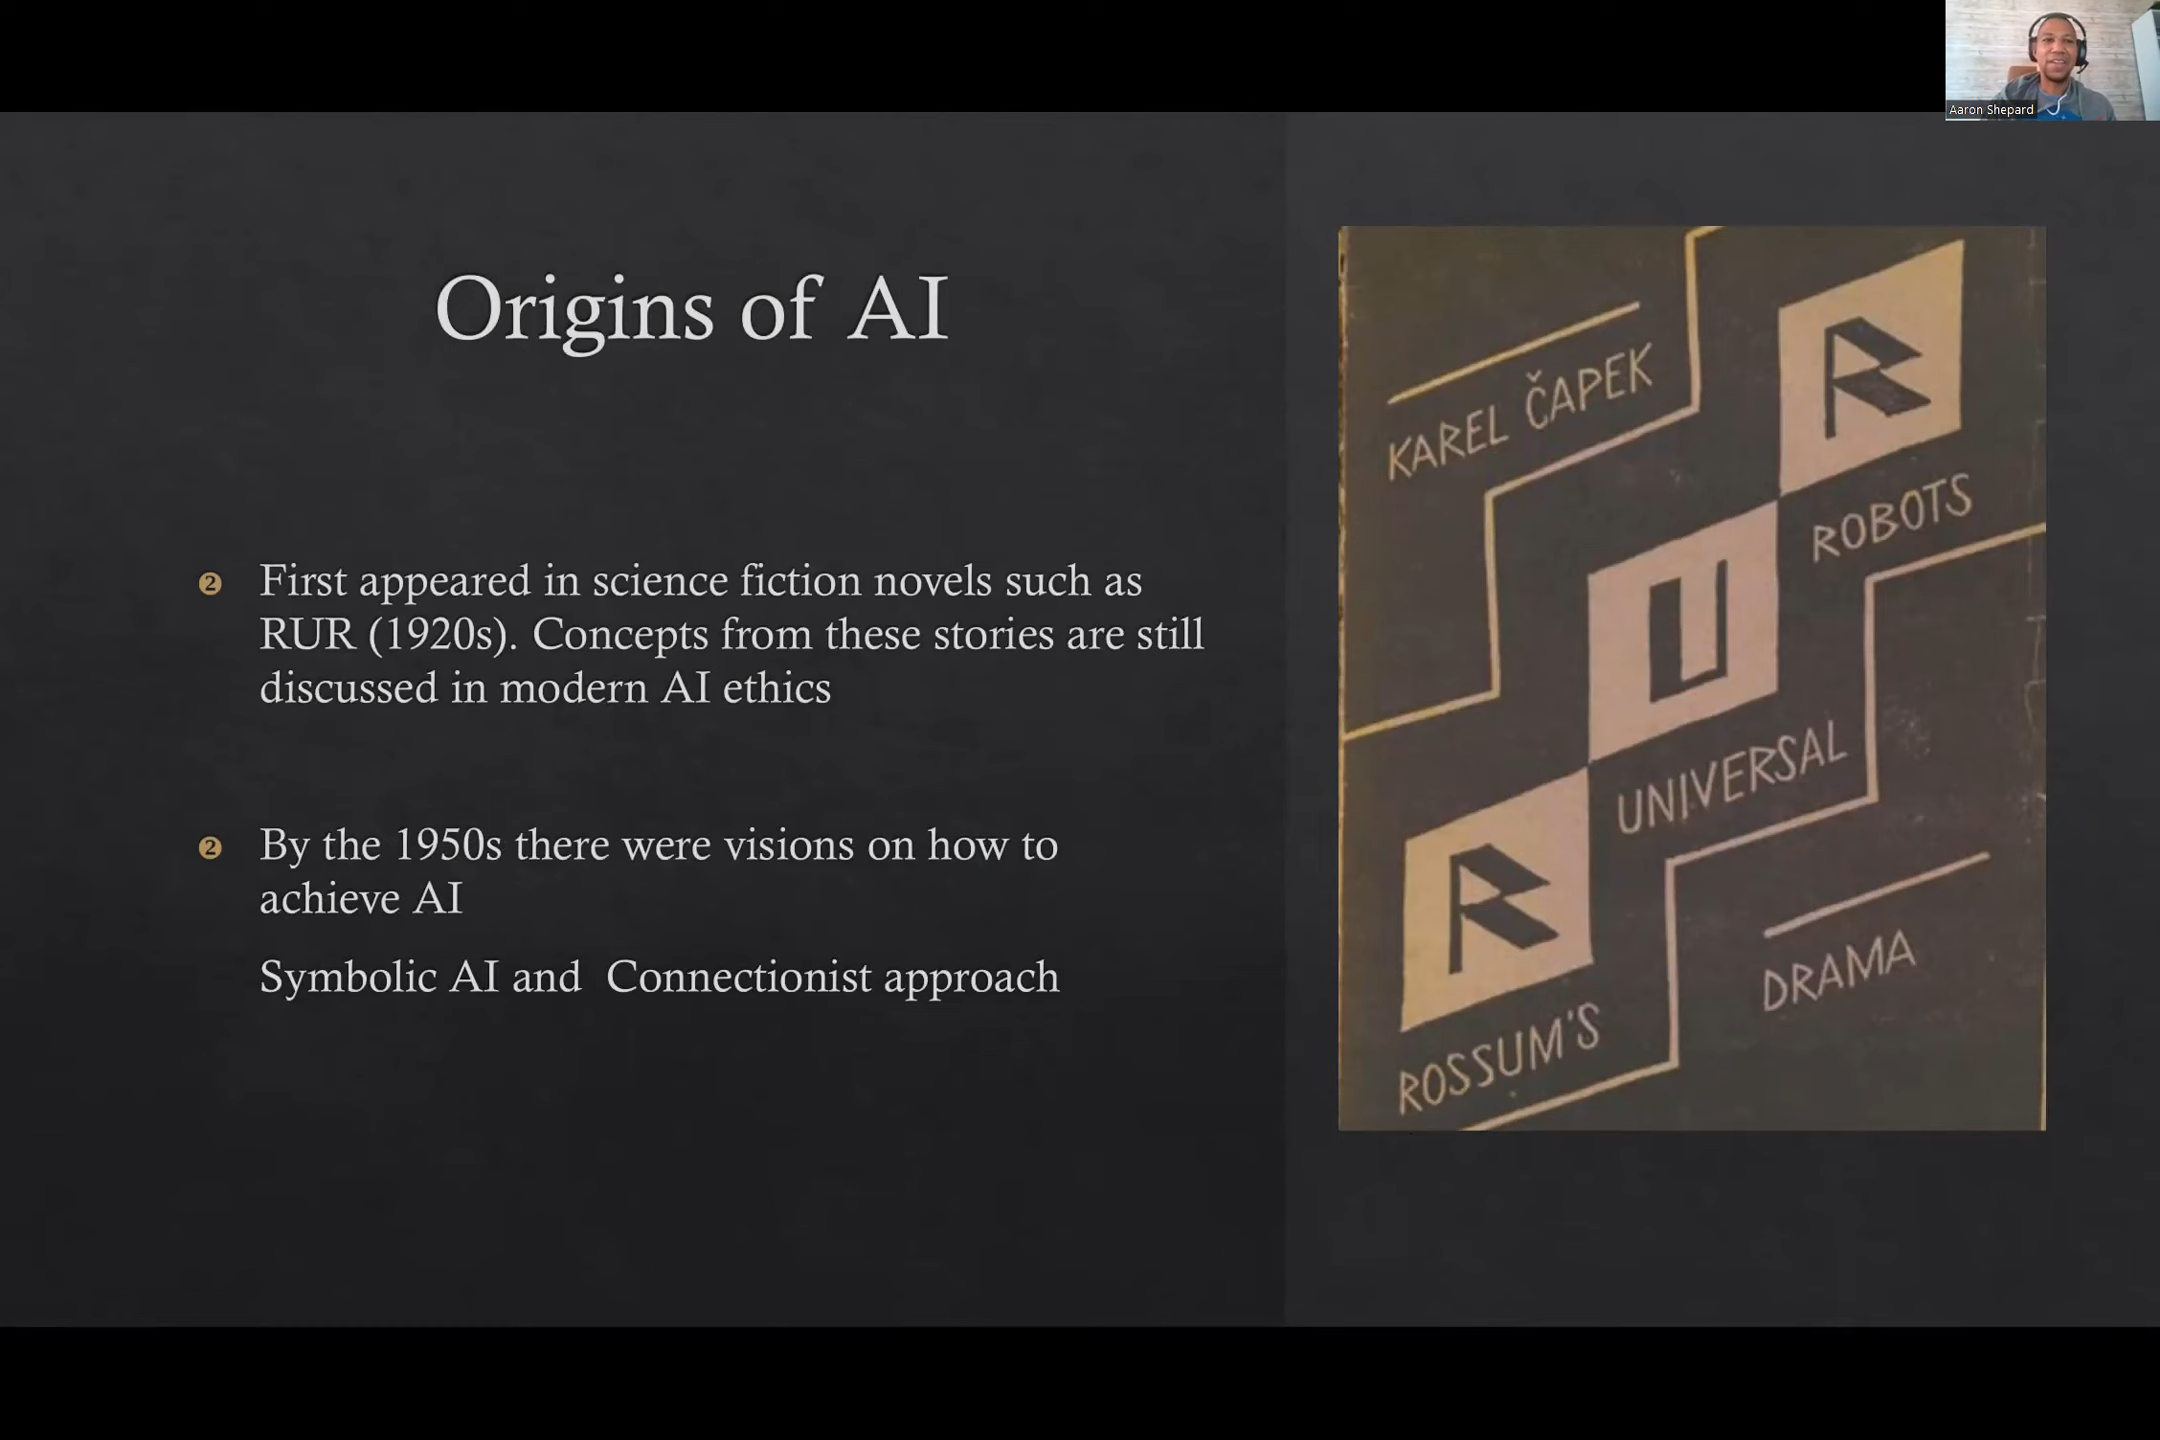 Aaron Shepard
Origins of AI
❷ First appeared in science fiction novels such as
RUR (1920s). Concepts from these stories are still
discussed in modern AI ethics
❷ By the 1950s there were visions on how to
achieve AI
Symbolic AI and  Connectionist approach
KAREL ČAPEK
R
ROBOTS
U
UNIVERSAL
R
ROSSUM'S
DRAMA